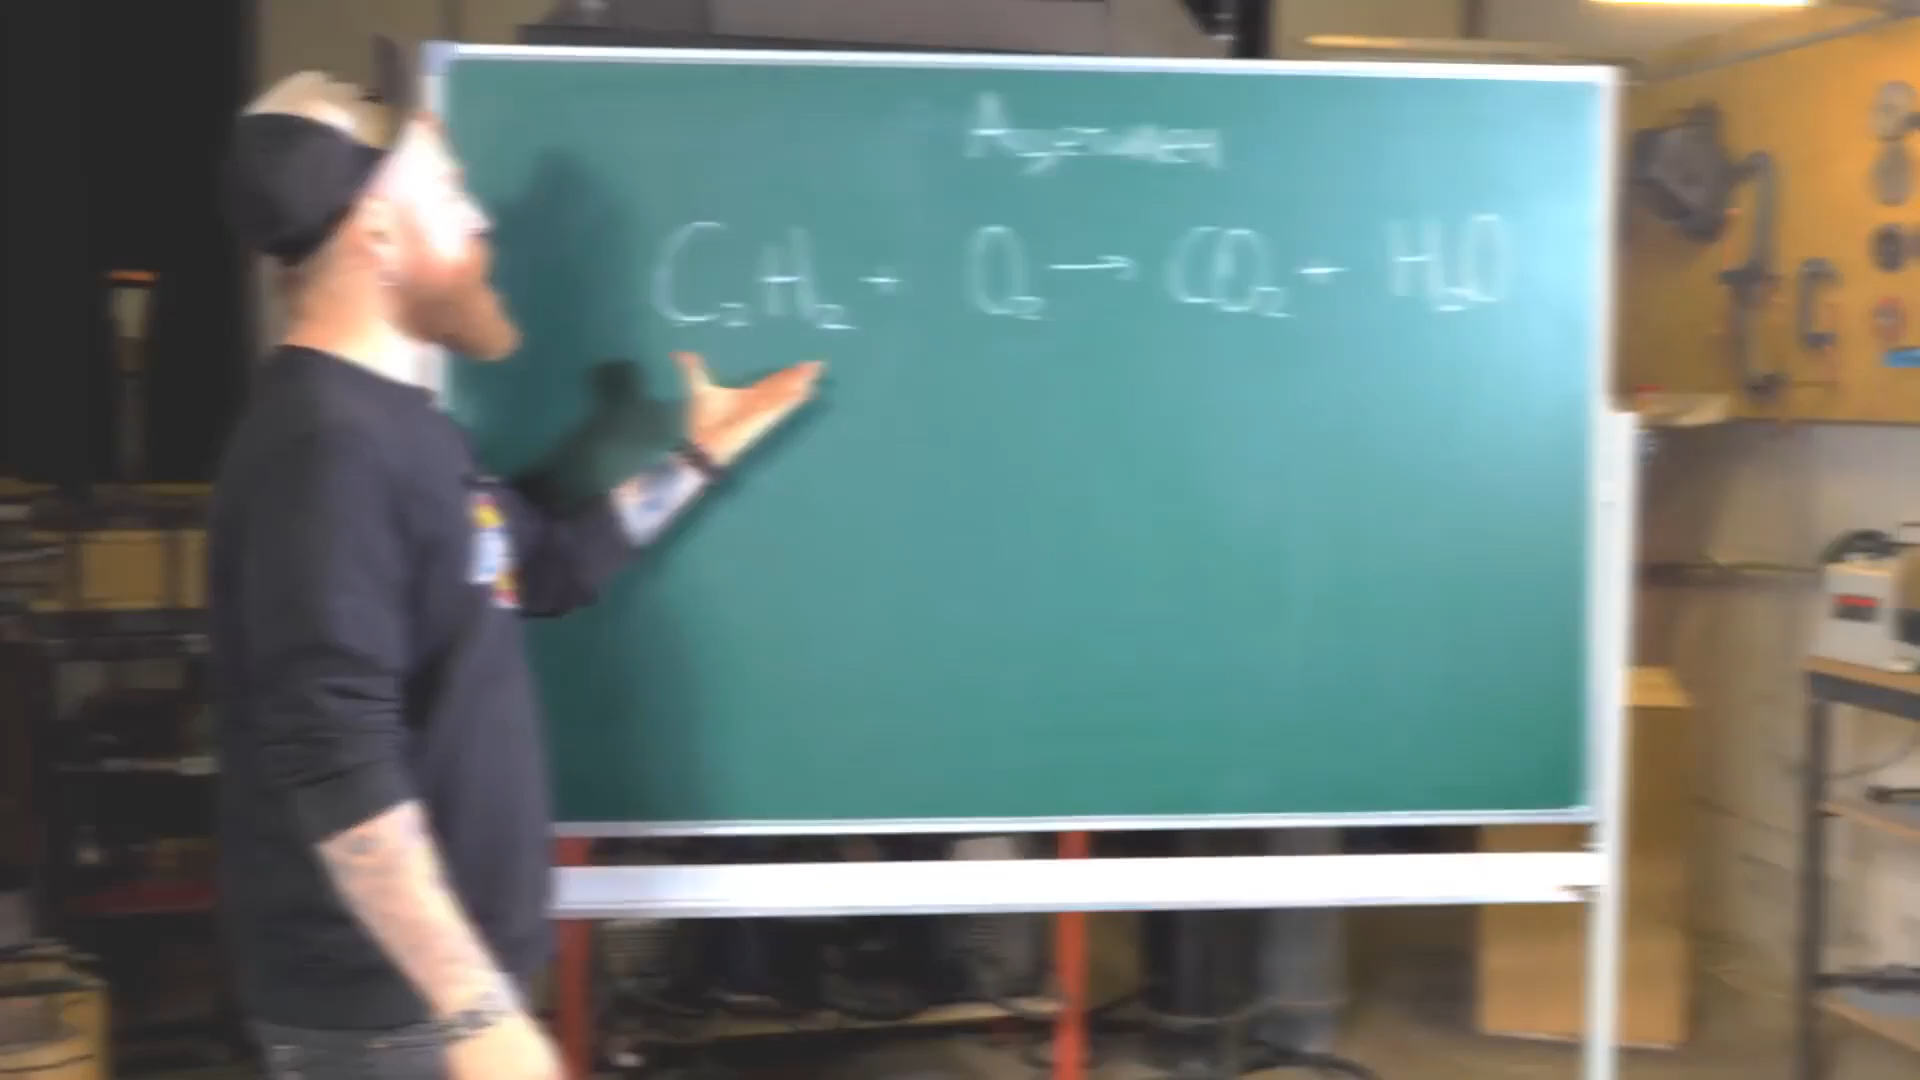 C₂H₂ + O₂ → CO₂ + H₂O